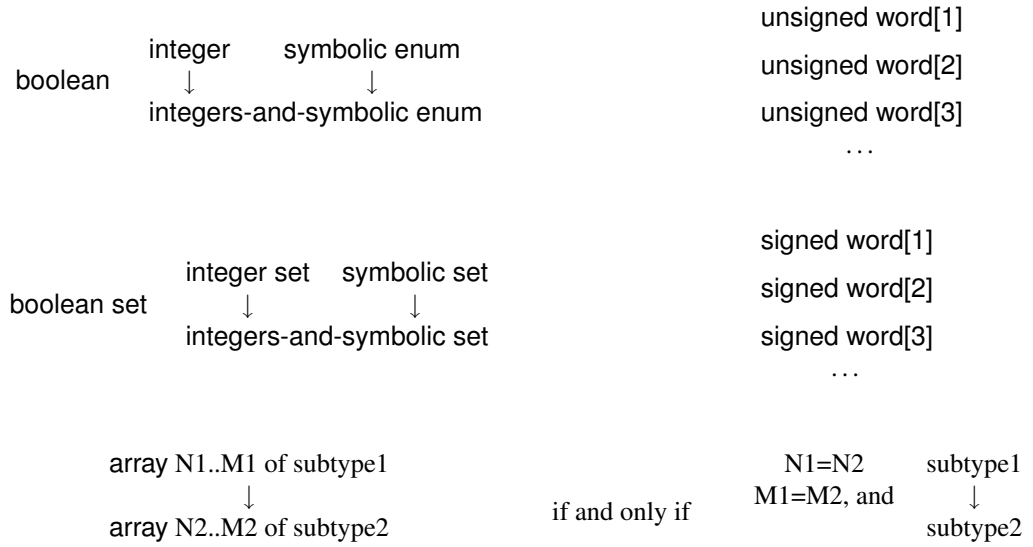 boolean
integer symbolic enum
↓ ↓
integers-and-symbolic enum
unsigned word[1]
unsigned word[2]
unsigned word[3]
...
boolean set
integer set symbolic set
↓ ↓
integers-and-symbolic set
signed word[1]
signed word[2]
signed word[3]
...
array N1..M1 of subtype1
↓
array N2..M2 of subtype2
if and only if
N1=N2
M1=M2, and
subtype1
↓
subtype2